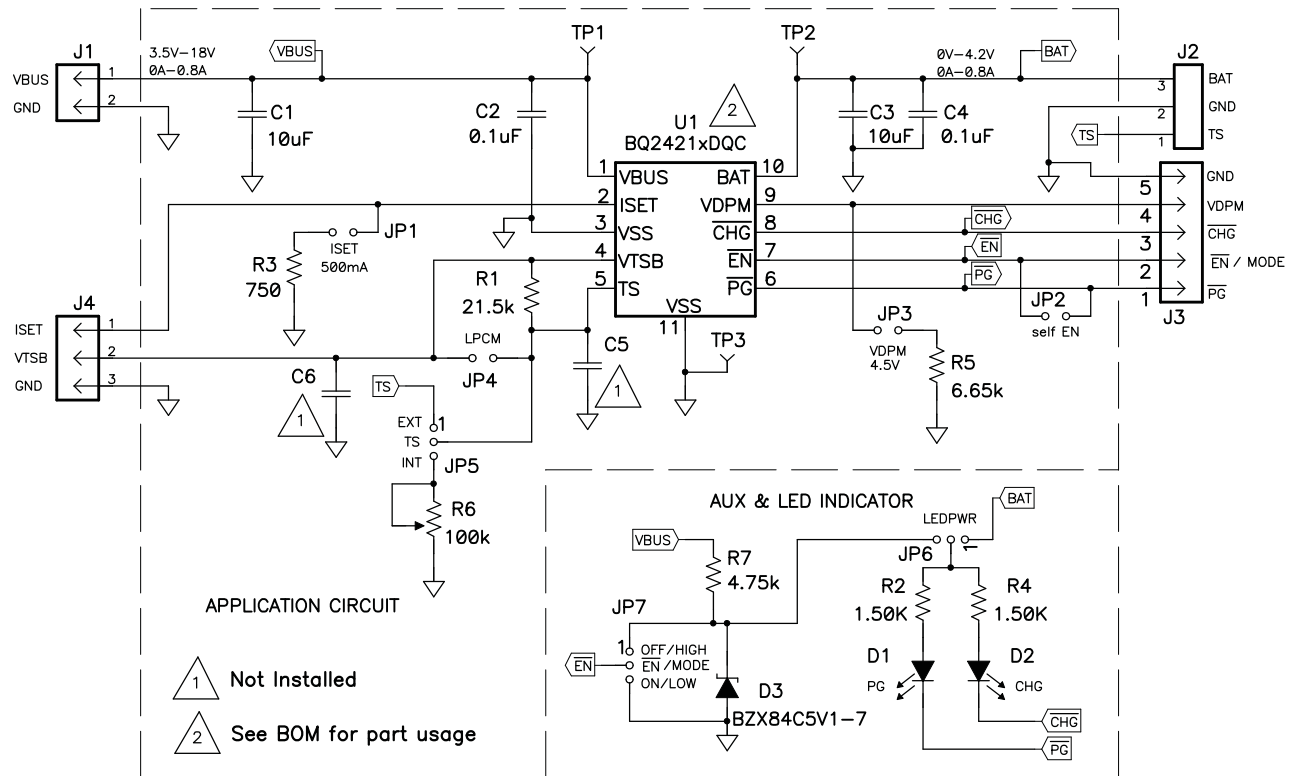 TP1
TP2
J1
3.5V-18V
0A-0.8A
VBUS
0V-4.2V
0A-0.8A
BAT
J2
VBUS
1
GND
2
C1
10uF
C2
0.1uF
2
U1
BQ2421xDQC
C3
10uF
C4
0.1uF
3
BAT
2
GND
TS
1
TS
1
VBUS
BAT
10
GND
5
2
ISET
VDPM
9
VDPM
4
3
VSS
CHG
8
CHG
CHG
3
4
VTSB
EN
7
EN
EN / MODE
2
5
TS
PG
6
PG
PG
1
J3
VSS
11
JP1
ISET
500mA
R3
750
R1
21.5k
JP2
self EN
J4
ISET
1
VTSB
2
GND
3
LPCM
JP4
C5
1
TP3
JP3
VDPM
4.5V
R5
6.65k
C6
1
TS
EXT
1
TS
INT
JP5
R6
100k
AUX & LED INDICATOR
VBUS
R7
4.75k
LEDPWR
JP6
1
BAT
R2
1.50K
R4
1.50K
APPLICATION CIRCUIT
JP7
1
OFF/HIGH
EN
EN/MODE
ON/LOW
D3
BZX84C5V1-7
D1
PG
D2
CHG
CHG
PG
1
Not Installed
2
See BOM for part usage